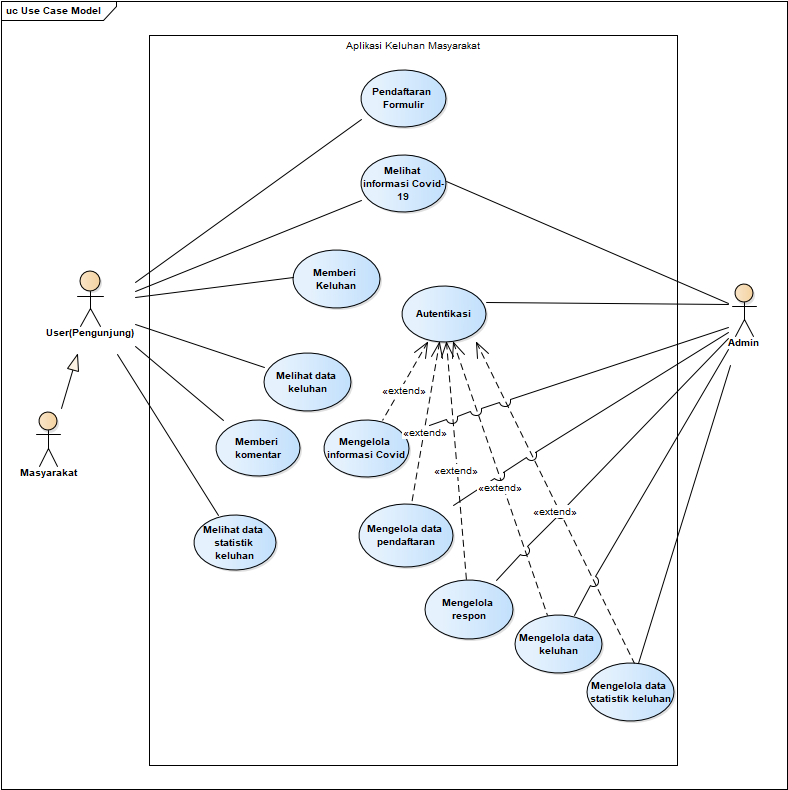 uc Use Case Model
Aplikasi Keluhan Masyarakat
Pendaftaran
Formulir
Melihat
informasi Covid-
19
Memberi
Keluhan
Autentikasi
User(Pengunjung)
Admin
Melihat data
keluhan
«extend»
Memberi
komentar
Mengelola
informasi Covid
«extend»
Masyarakat
«extend»
«extend»
«extend»
Melihat data
statistik
keluhan
Mengelola data
pendaftaran
Mengelola
respon
Mengelola data
keluhan
Mengelola data
statistik keluhan